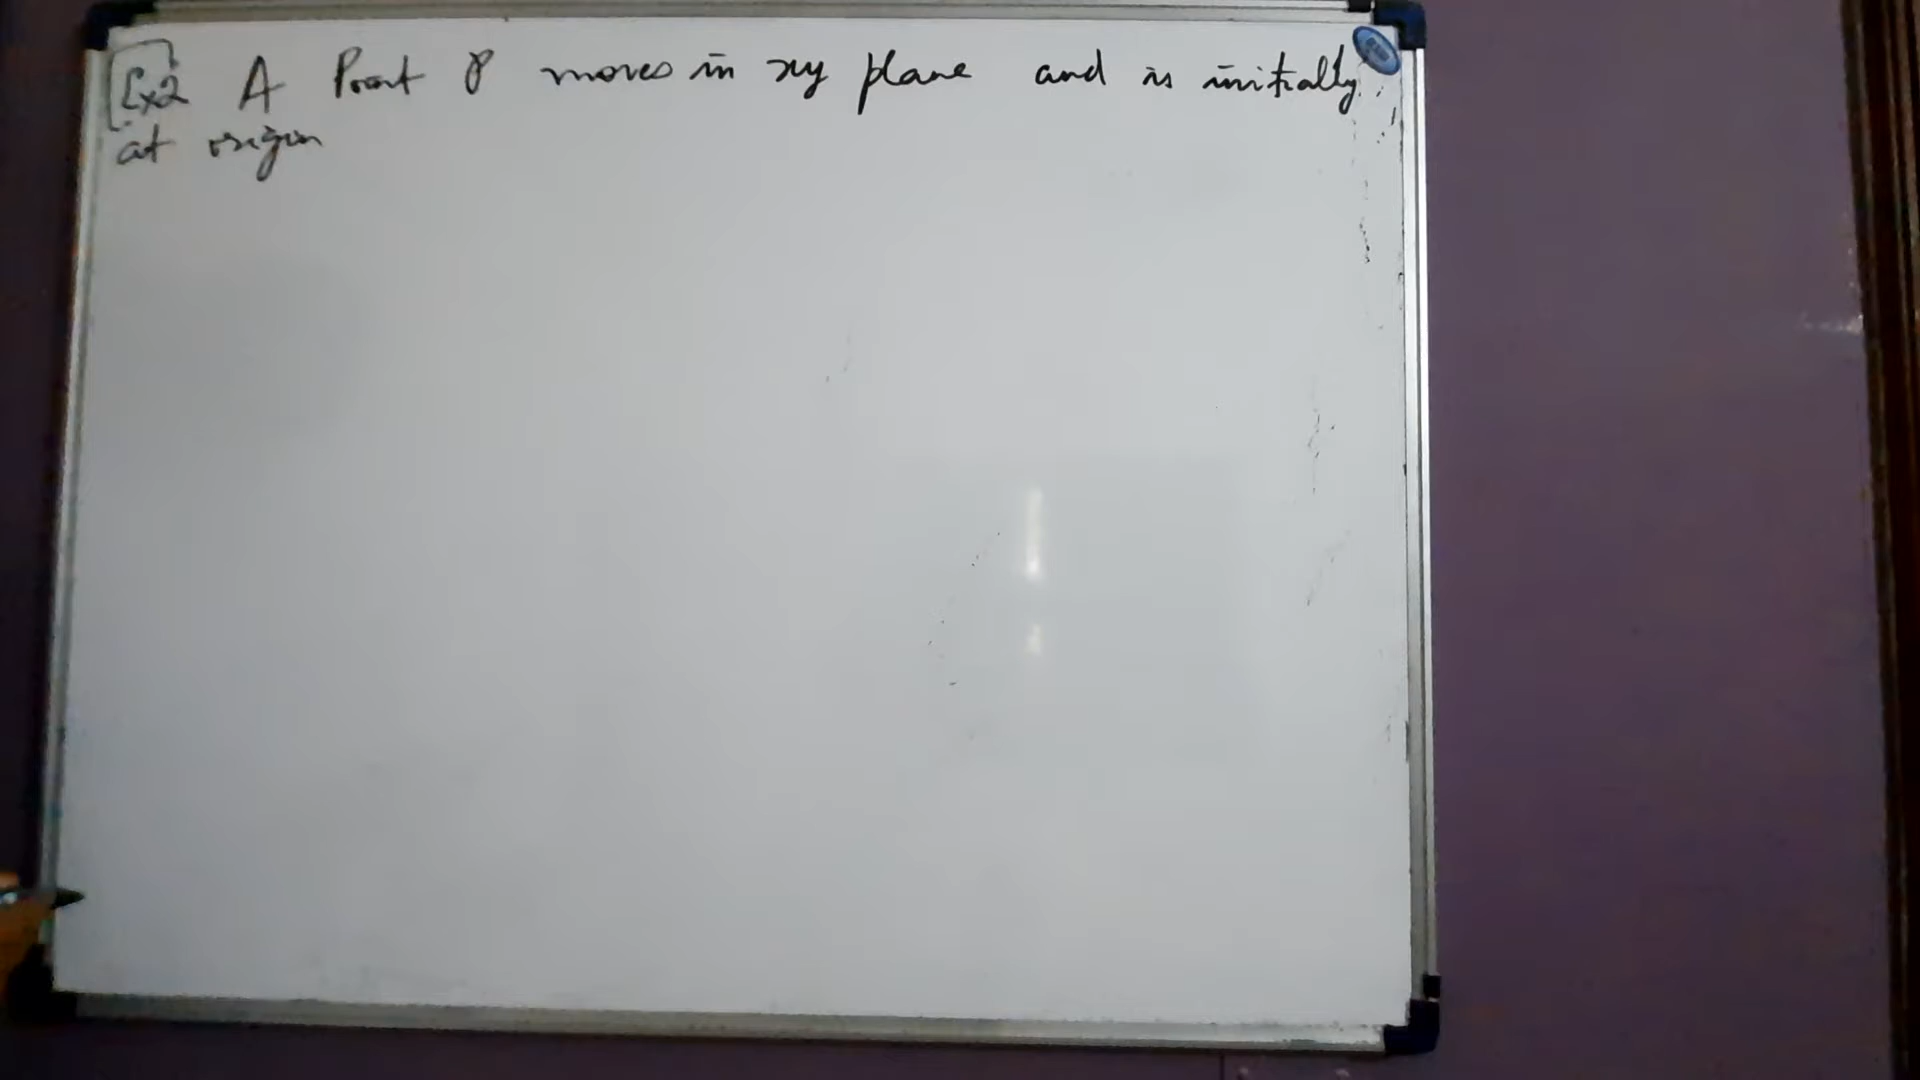 Ex2 A Point P moves in xy plane and is initially
at origin